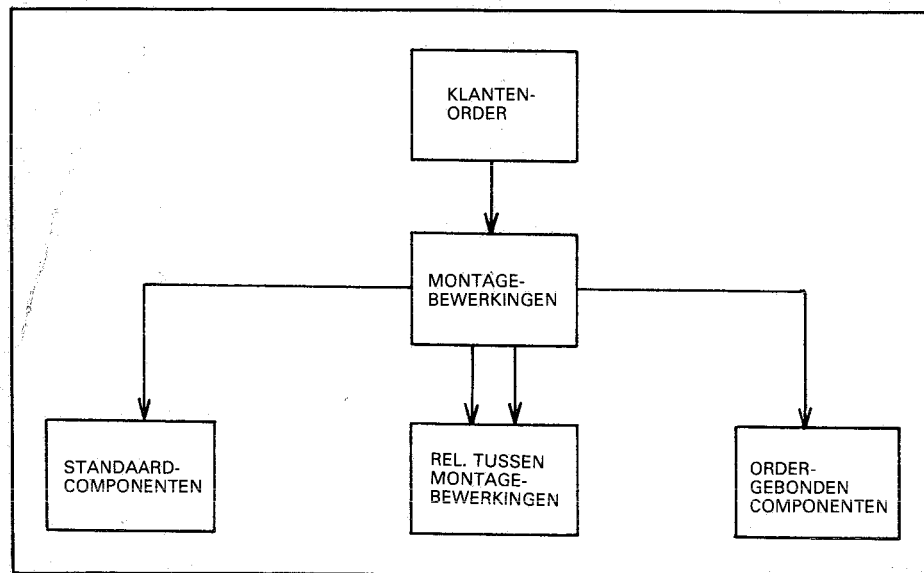 KLANTEN-
ORDER
MONTAGE-
BEWERKINGEN
STANDAARD-
COMPONENTEN
REL. TUSSEN
MONTAGE-
BEWERKINGEN
ORDER-
GEBONDEN
COMPONENTEN